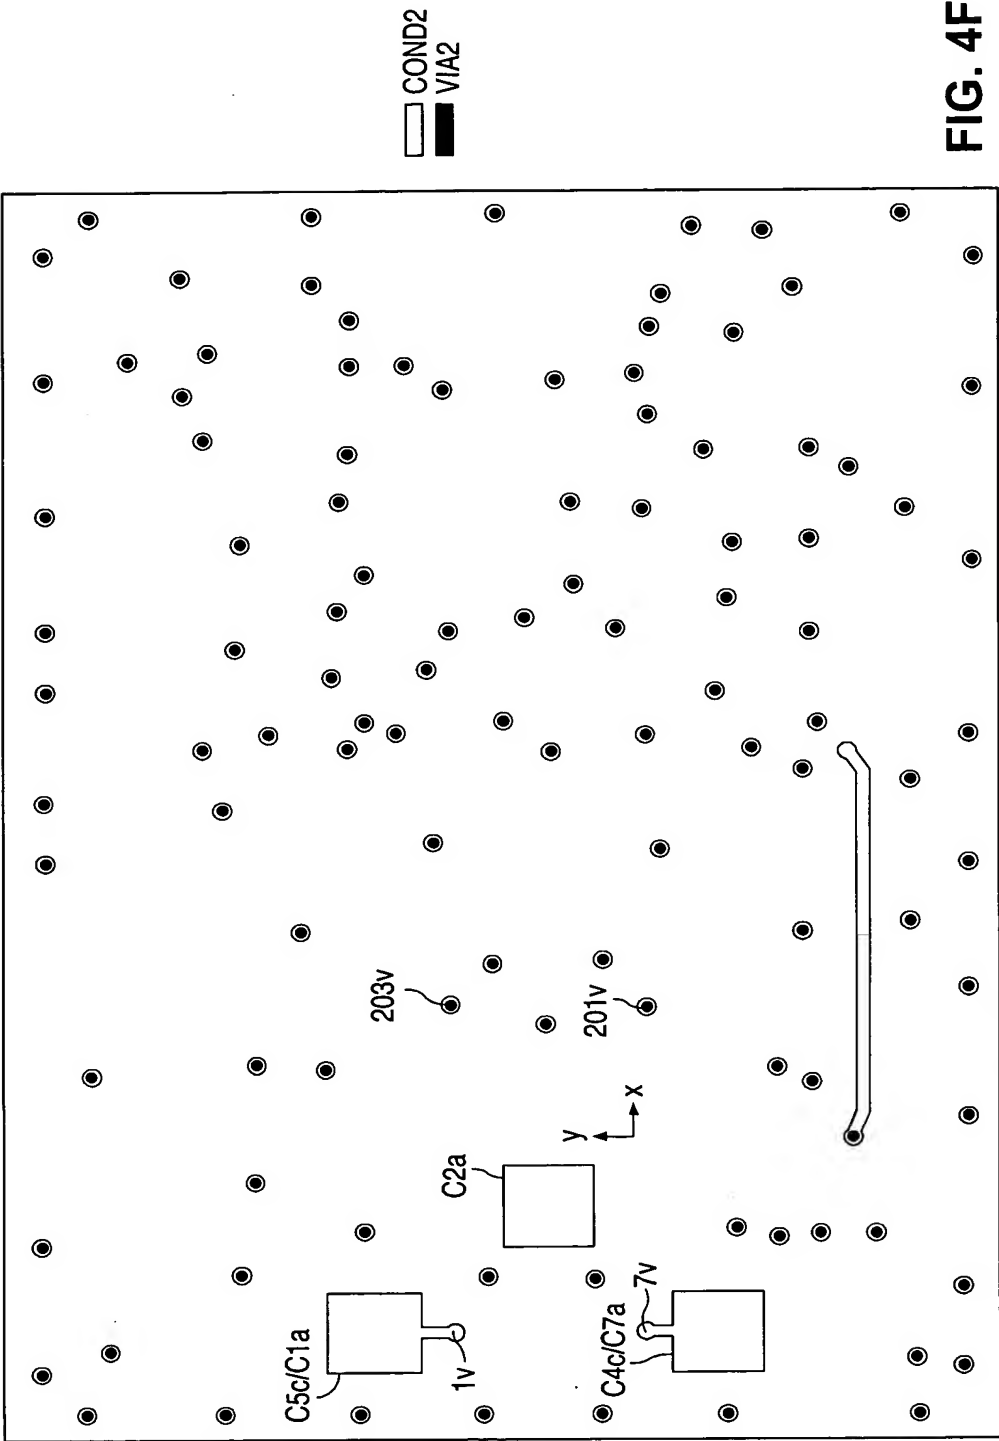 COND2
VIA2
203v
201v
y
x
C2a
C5c/C1a
1v
7v
C4c/C7a
FIG. 4F